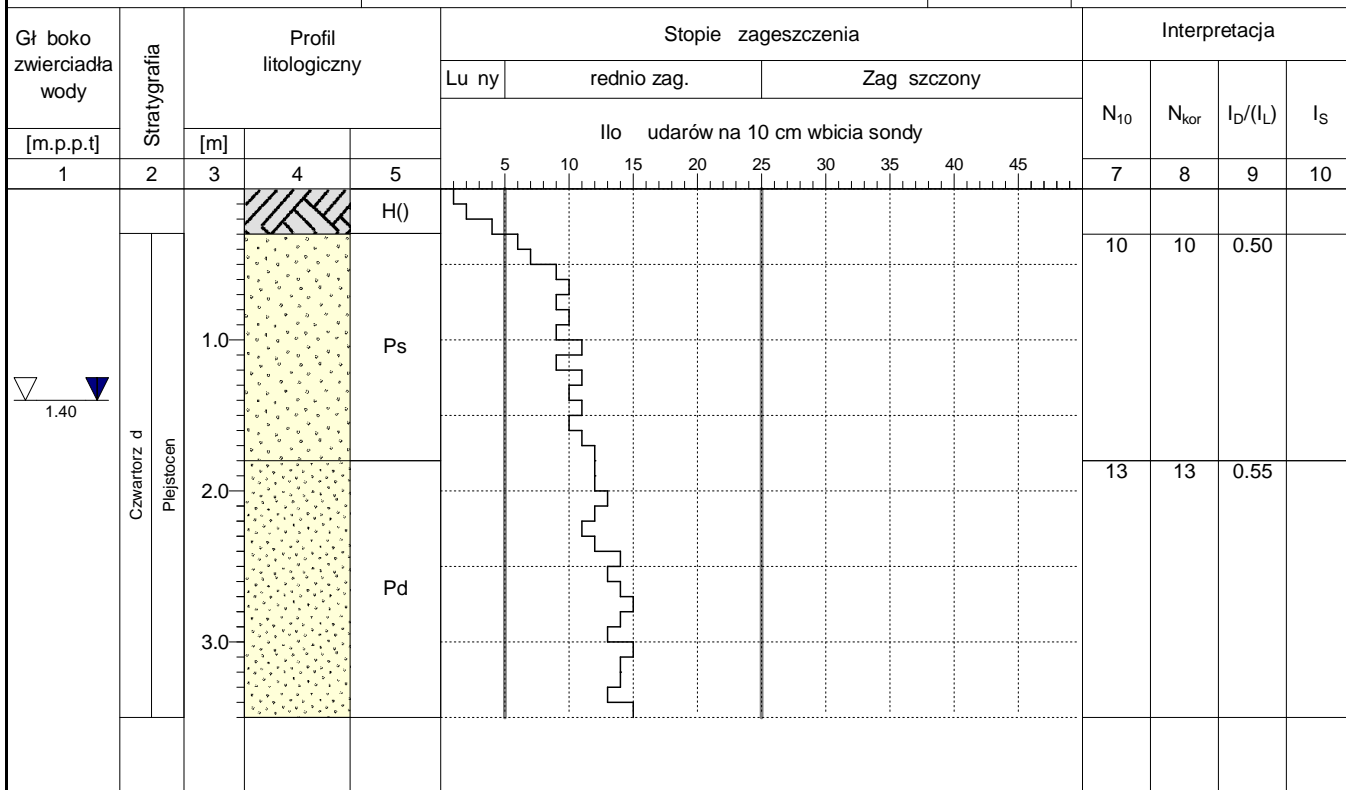 Gł boko
zwierciadła
wody
[m.p.p.t]
1
Stratygrafia
2
Profil
litologiczny
[m]
3
4
5
Stopie zageszczenia
Lu ny
rednio zag.
Zag szczony
Ilo udarów na 10 cm wbicia sondy
5 10 15 20 25 30 35 40 45
Interpretacja
N10
Nkor
ID/(IL)
IS
7
8
9
10
H()
10 10 0.50
1.0
Ps
1.40
Czwartorz d
Plejstocen
13 13 0.55
2.0
Pd
3.0